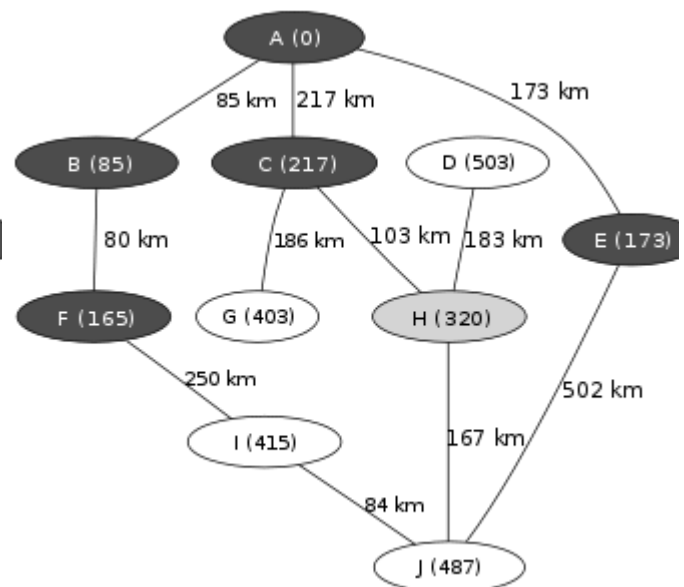 A (0)
85 km
217 km
173 km
B (85)
C (217)
D (503)
E (173)
80 km
186 km
103 km
183 km
F (165)
G (403)
H (320)
250 km
502 km
I (415)
167 km
84 km
J (487)